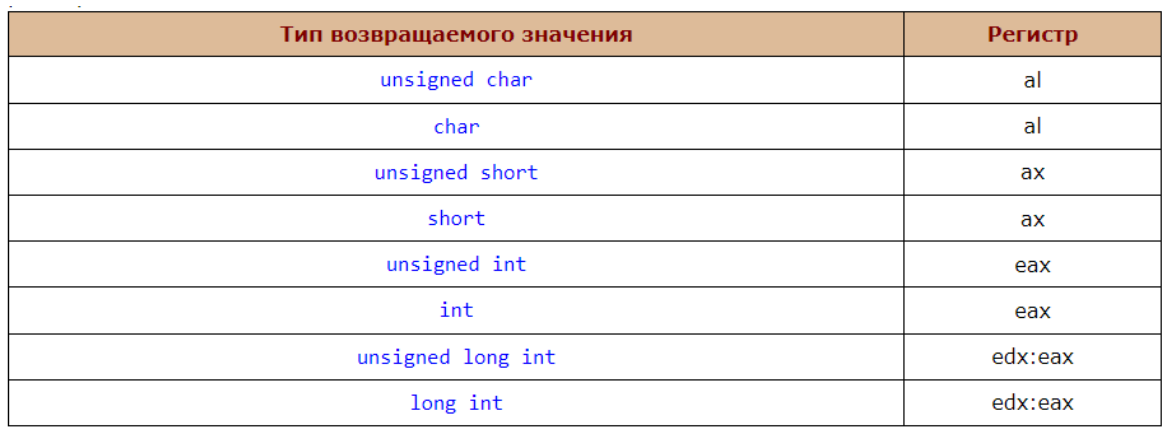 Тип возвращаемого значения Регистр
unsigned char al
char al
unsigned short ax
short ax
unsigned int eax
int eax
unsigned long int edx:eax
long int edx:eax